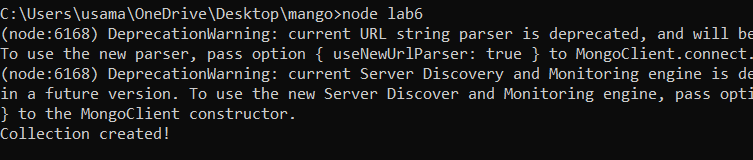 C:\Users\usama\OneDrive\Desktop\mango>node lab6
(node:6168) DeprecationWarning: current URL string parser is deprecated, and will be
To use the new parser, pass option { useNewUrlParser: true } to MongoClient.connect.
(node:6168) DeprecationWarning: current Server Discovery and Monitoring engine is de
in a future version. To use the new Server Discover and Monitoring engine, pass opti
} to the MongoClient constructor.
Collection created!